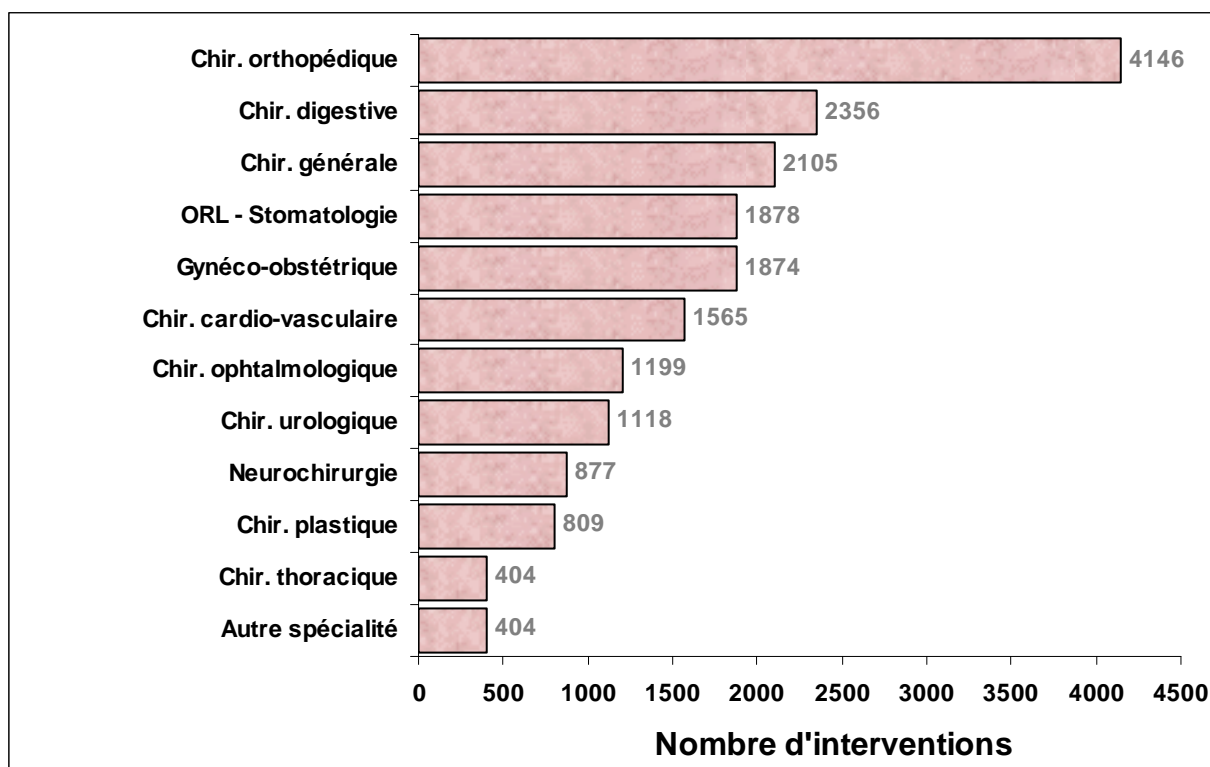 Chir. orthopédique 4146
Chir. digestive 2356
Chir. générale 2105
ORL - Stomatologie 1878
Gynéco-obstétrique 1874
Chir. cardio-vasculaire 1565
Chir. ophtalmologique 1199
Chir. urologique 1118
Neurochirurgie 877
Chir. plastique 809
Chir. thoracique 404
Autre spécialité 404
0 500 1000 1500 2000 2500 3000 3500 4000 4500
Nombre d'interventions